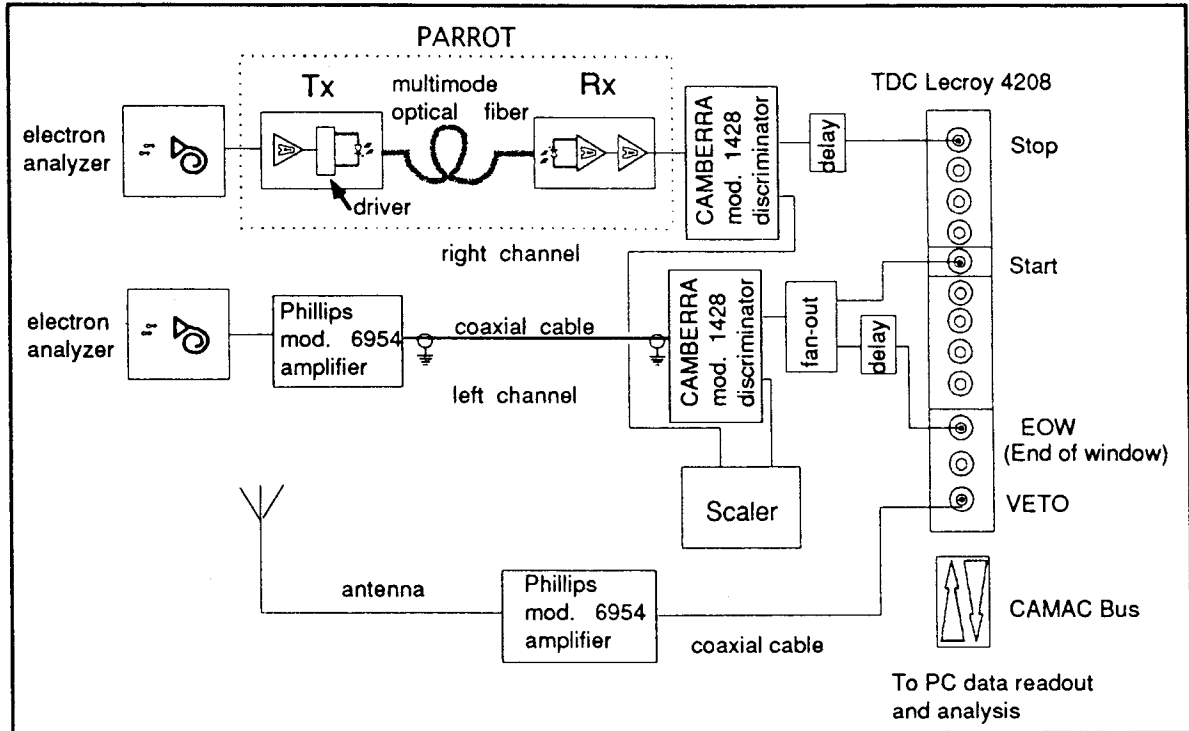 PARROT
Tx
multimode
optical fiber
Rx
TDC Lecroy 4208
electron
analyzer
driver
CAMBERRA
mod. 1428
discriminator
delay
Stop
right channel
Start
electron
analyzer
Phillips
mod. 6954
amplifier
coaxial cable
left channel
CAMBERRA
mod. 1428
discriminator
fan-out
delay
EOW
(End of window)
Scaler
VETO
antenna
Phillips
mod. 6954
amplifier
coaxial cable
CAMAC Bus
To PC data readout
and analysis